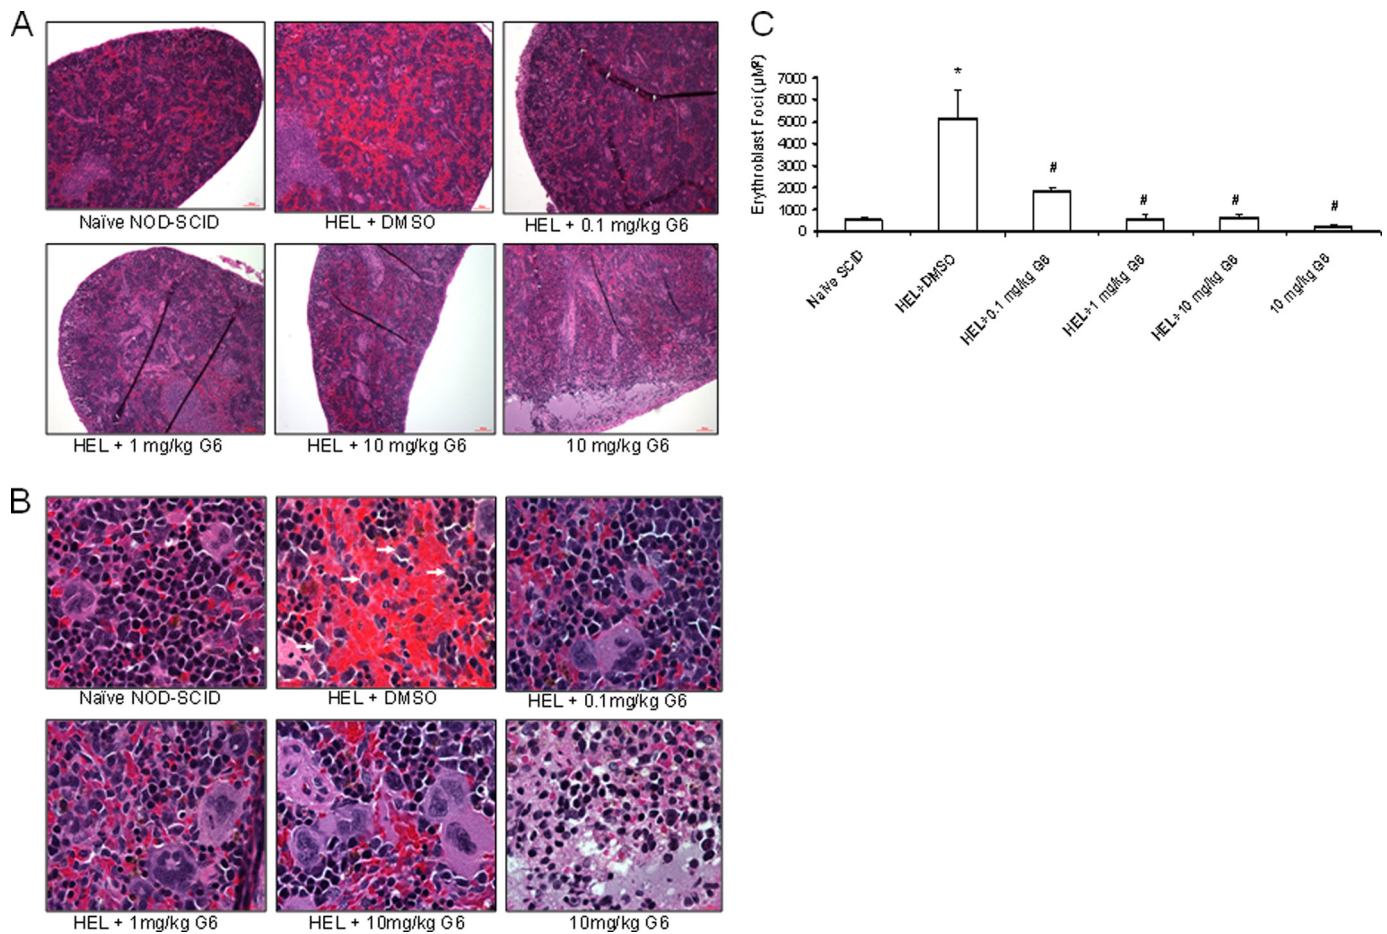 A
Naïve NOD-SCID
HEL + DMSO
HEL + 0.1 mg/kg G6
HEL + 1 mg/kg G6
HEL + 10 mg/kg G6
10 mg/kg G6
B
Naïve NOD-SCID
HEL + DMSO
HEL + 0.1mg/kg G6
HEL + 1mg/kg G6
HEL + 10mg/kg G6
10mg/kg G6
C
Erythroblast Foci (µM²)
7000
6000
5000
4000
3000
2000
1000
0
*
#
#
#
#
Naïve SCID
HEL+DMSO
HEL+0.1 mg/kg G6
HEL+1 mg/kg G6
HEL+10 mg/kg G6
10 mg/kg G6